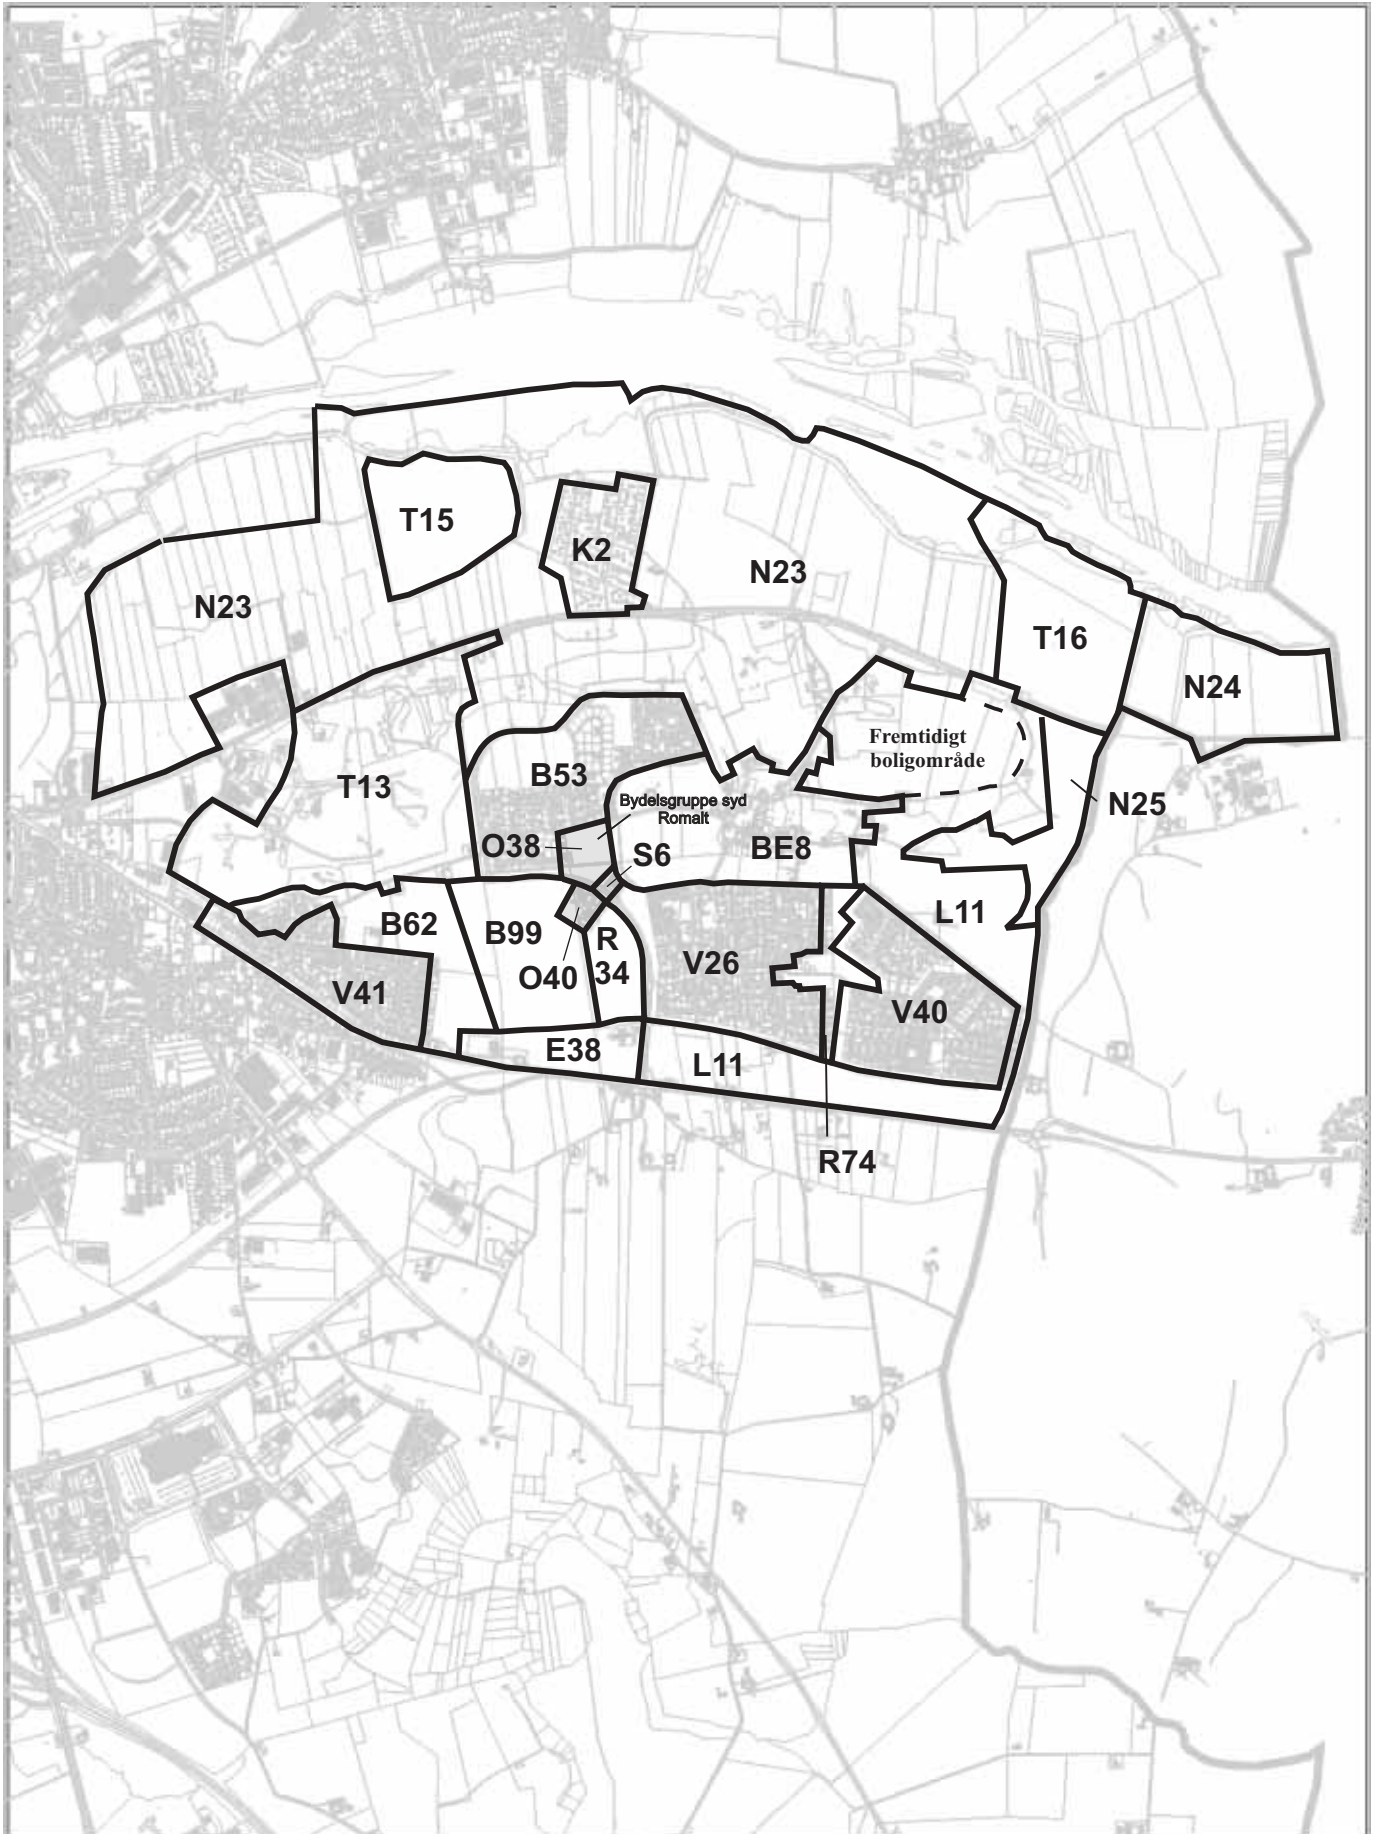 T15
K2
N23
N23
T16
N24
Fremtidigt
boligområde
B53
T13
N25
Bydelsgruppe syd
Romalt
O38
S6
BE8
L11
B62
B99
R
34
O40
V26
V41
V40
E38
L11
R74